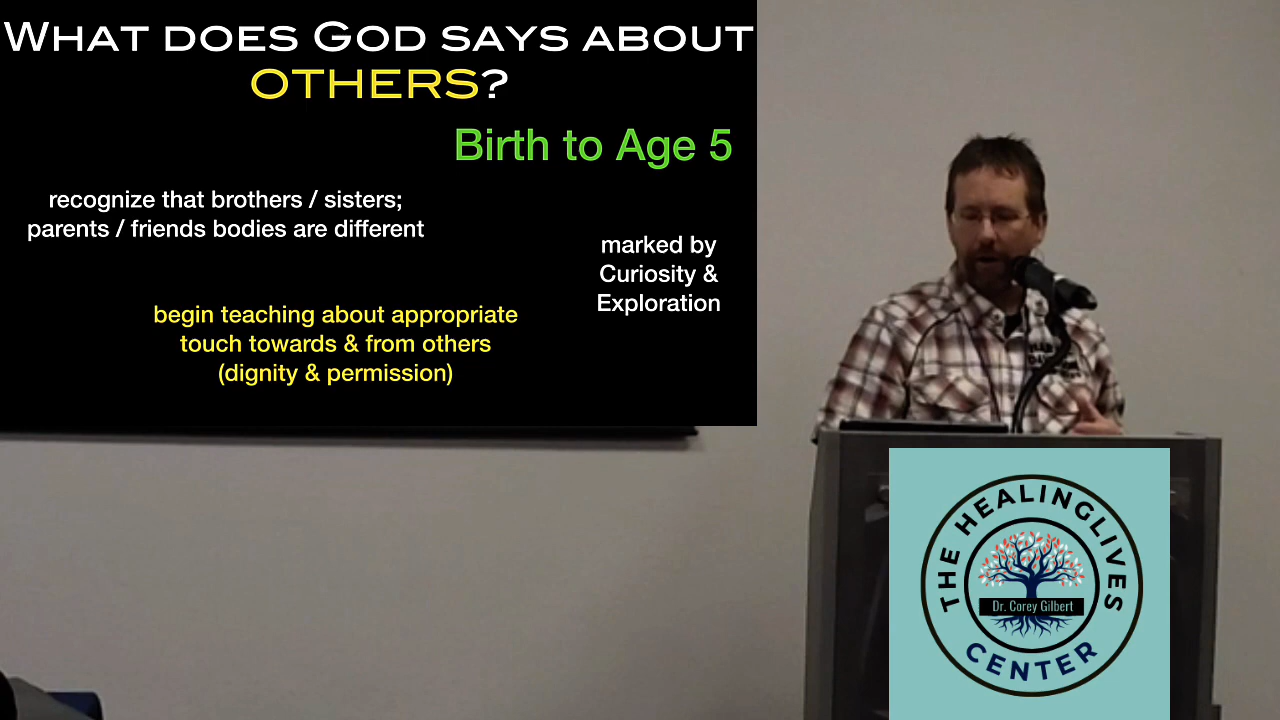 WHAT DOES GOD SAYS ABOUT
OTHERS?
Birth to Age 5
recognize that brothers / sisters;
parents / friends bodies are different
marked by
Curiosity &
Exploration
begin teaching about appropriate
touch towards & from others
(dignity & permission)
THE HEALINGLIVES
Dr. Corey Gilbert
CENTER